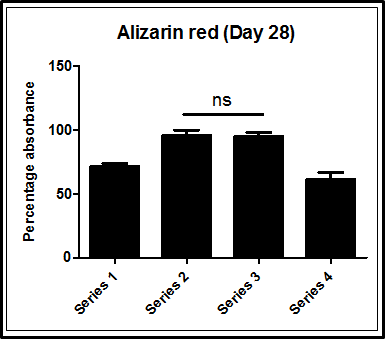 Alizarin red (Day 28)
Percentage absorbance
150
100
50
0
ns
Series 1
Series 2
Series 3
Series 4